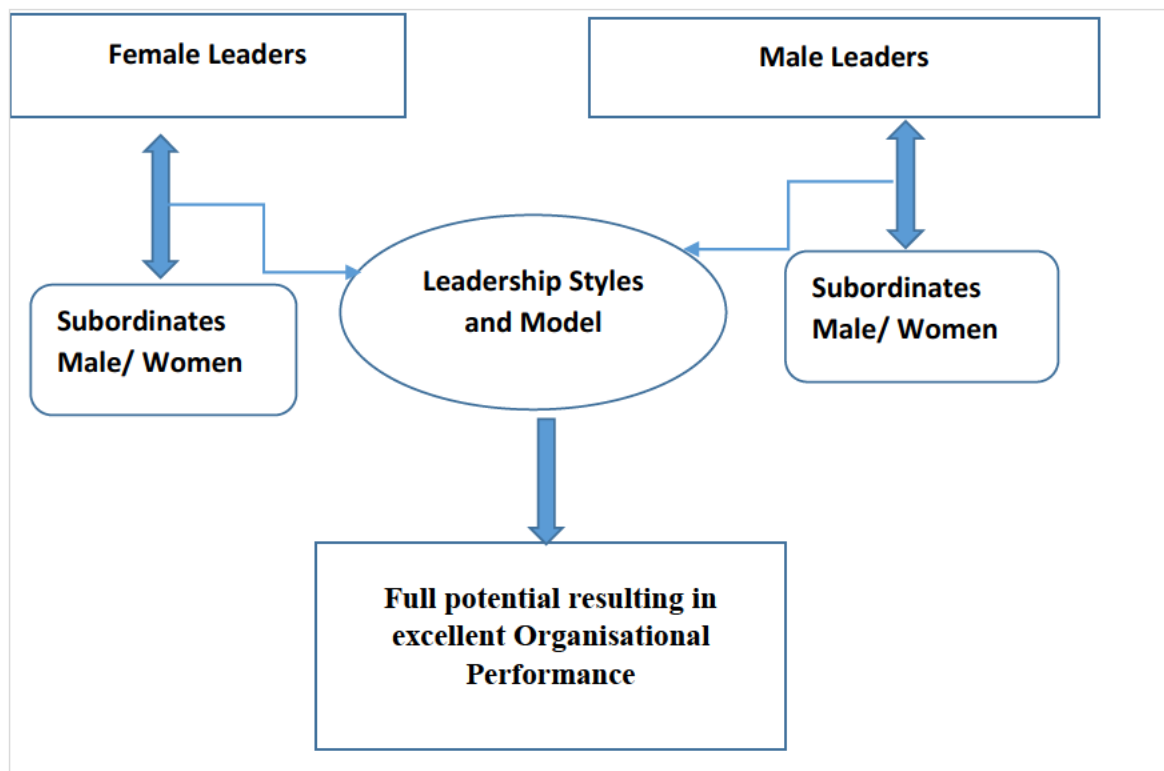 Female Leaders
Male Leaders
Leadership Styles
and Model
Subordinates
Male/ Women
Subordinates
Male/ Women
Full potential resulting in
excellent Organisational
Performance